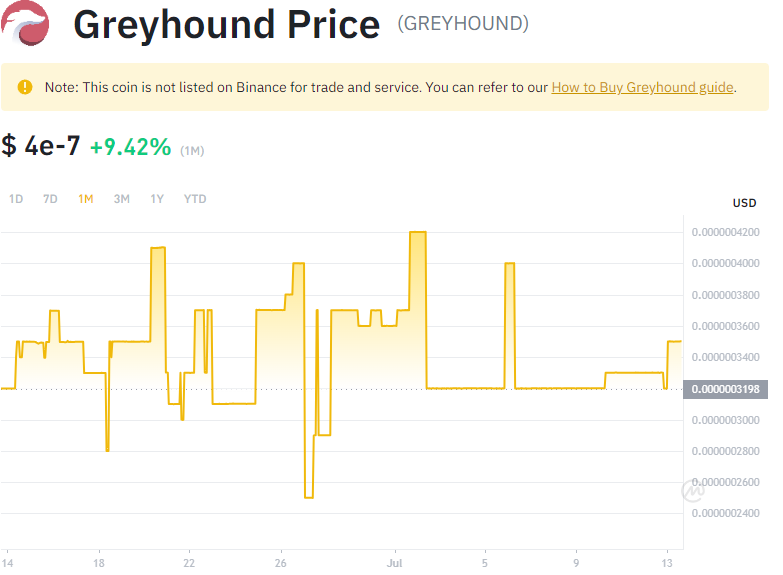 Greyhound Price (GREYHOUND)
Note: This coin is not listed on Binance for trade and service. You can refer to our How to Buy Greyhound guide.
$ 4e-7 +9.42% (1M)
1D 7D 1M 3M 1Y YTD
USD
0.0000004200
0.0000004000
0.0000003800
0.0000003600
0.0000003400
0.0000003198
0.0000003000
0.0000002800
0.0000002600
0.0000002400
14 18 22 26 Jul 5 9 13